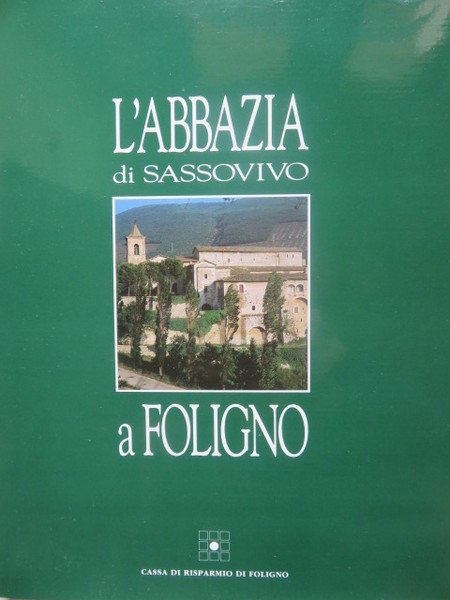 L'ABBAZIA
di SASSOVIVO
a FOLIGNO
CASSA DI RISPARMIO DI FOLIGNO